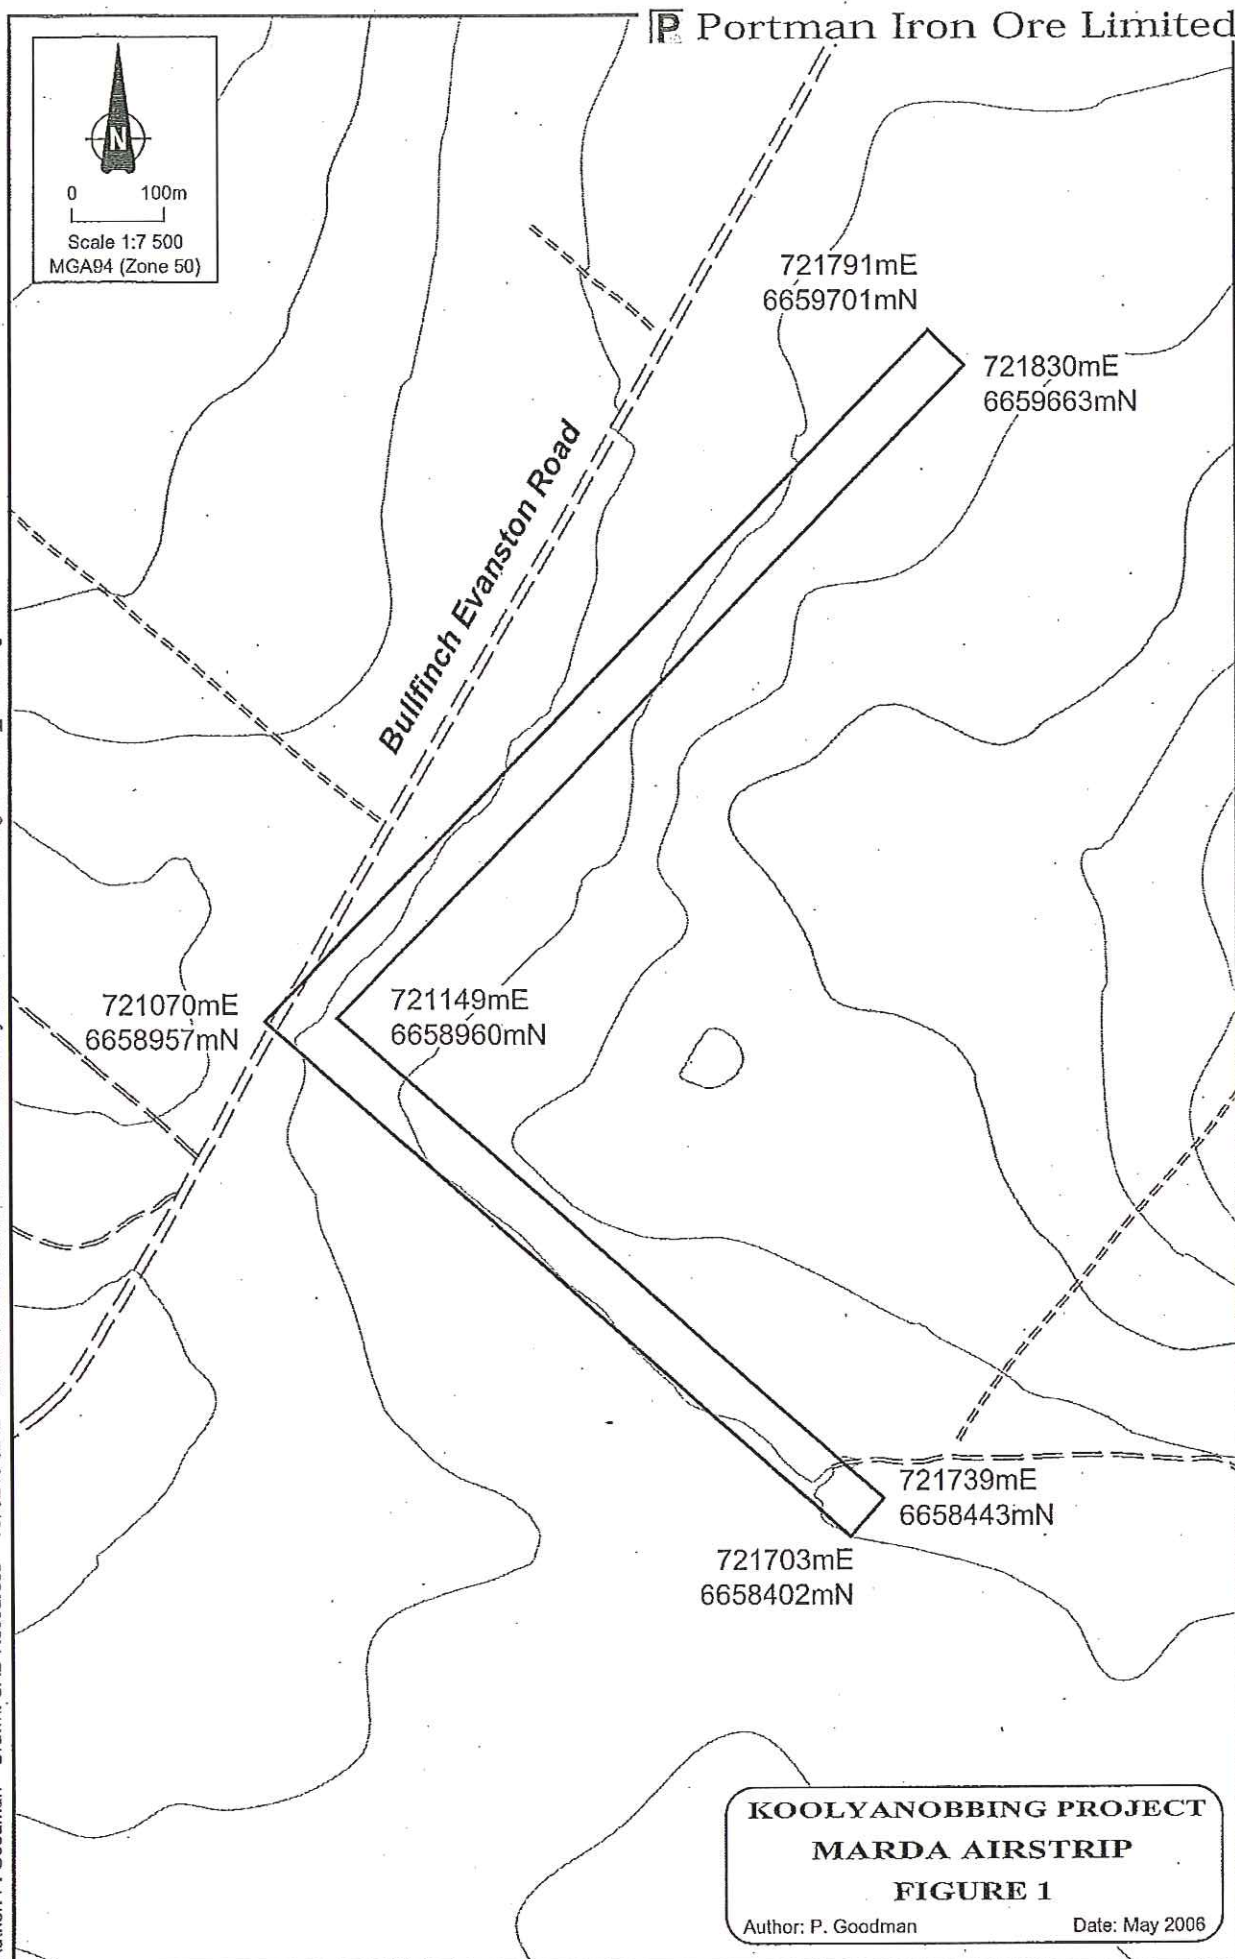 Portman Iron Ore Limited
N
0 100m
Scale 1:7 500
MGA94 (Zone 50)
721791mE
6659701mN
721830mE
6659663mN
Bullfinch Evanston Road
721070mE
6658957mN
721149mE
6658960mN
721739mE
6658443mN
721703mE
6658402mN
KOOLYANOBBING PROJECT
MARDA AIRSTRIP
FIGURE 1
Author: P. Goodman Date: May 2006